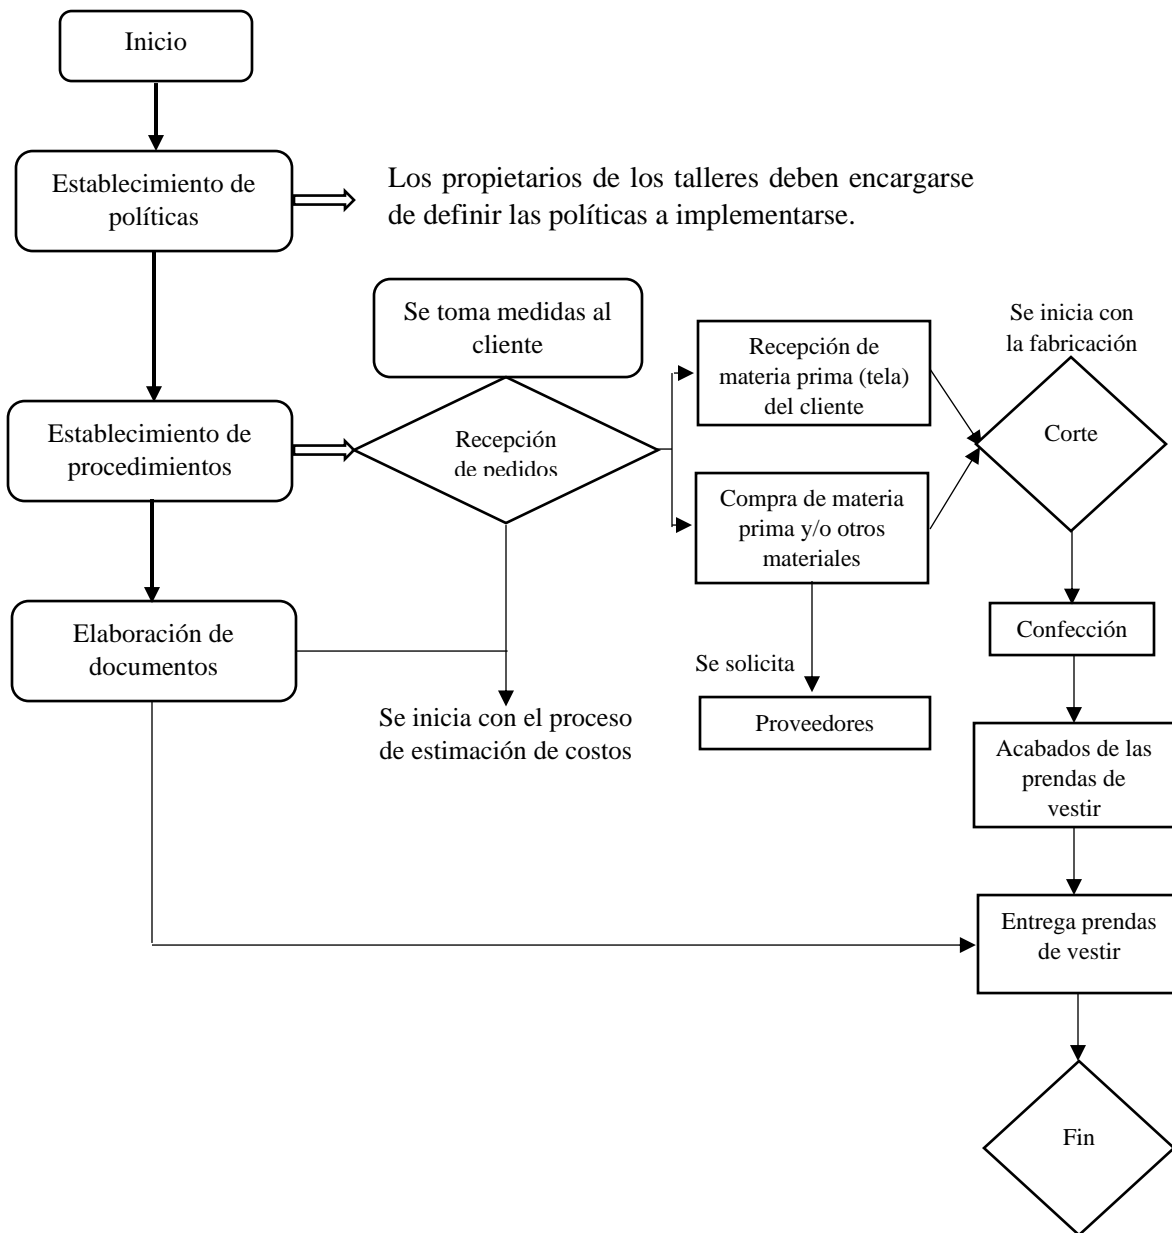 Inicio
Establecimiento de
políticas
Los propietarios de los talleres deben encargarse
de definir las políticas a implementarse.
Se toma medidas al
cliente
Recepción de
materia prima (tela)
del cliente
Se inicia con
la fabricación
Establecimiento de
procedimientos
Recepción
de pedidos
Corte
Compra de materia
prima y/o otros
materiales
Elaboración de
documentos
Confección
Se solicita
Se inicia con el proceso
de estimación de costos
Proveedores
Acabados de las
prendas de
vestir
Entrega prendas
de vestir
Fin